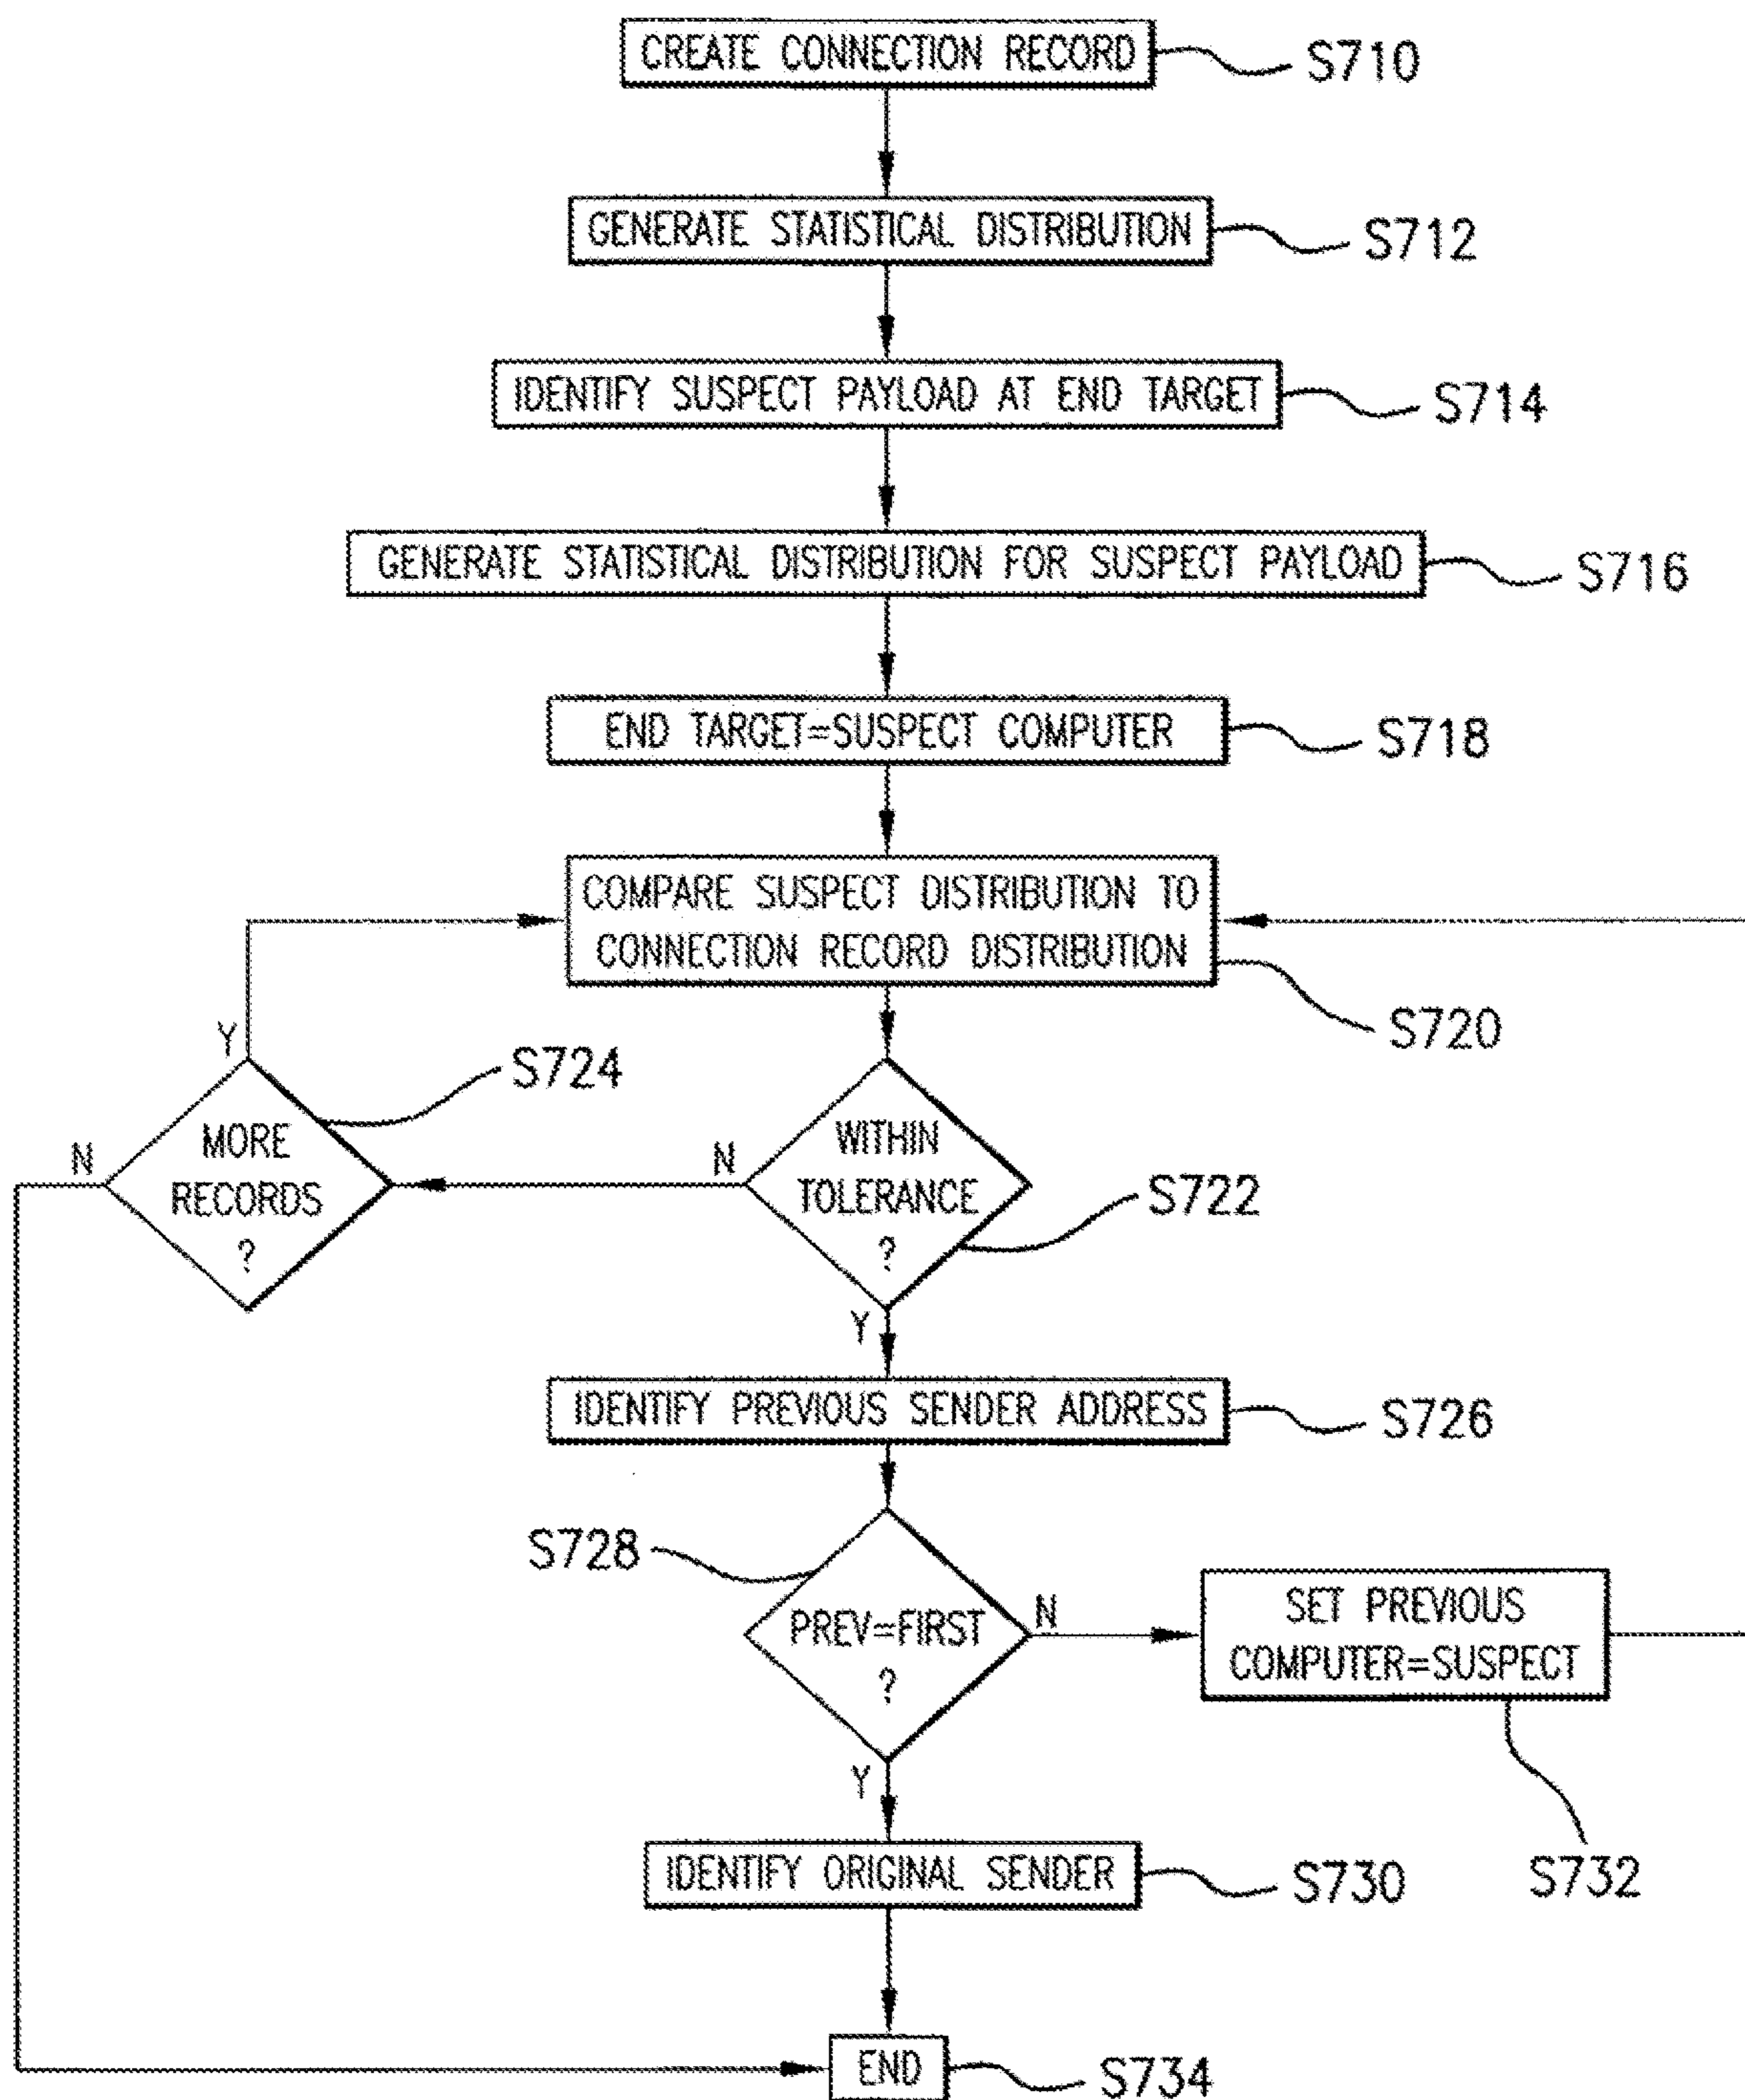 CREATE CONNECTION RECORD
S710
GENERATE STATISTICAL DISTRIBUTION
S712
IDENTIFY SUSPECT PAYLOAD AT END TARGET
S714
GENERATE STATISTICAL DISTRIBUTION FOR SUSPECT PAYLOAD
S716
END TARGET=SUSPECT COMPUTER
S718
COMPARE SUSPECT DISTRIBUTION TO
CONNECTION RECORD DISTRIBUTION
S720
Y
S724
MORE
RECORDS
?
N
WITHIN
TOLERANCE
?
N
S722
Y
IDENTIFY PREVIOUS SENDER ADDRESS
S726
S728
PREV=FIRST
?
N
SET PREVIOUS
COMPUTER=SUSPECT
S732
Y
IDENTIFY ORIGINAL SENDER
S730
END
S734